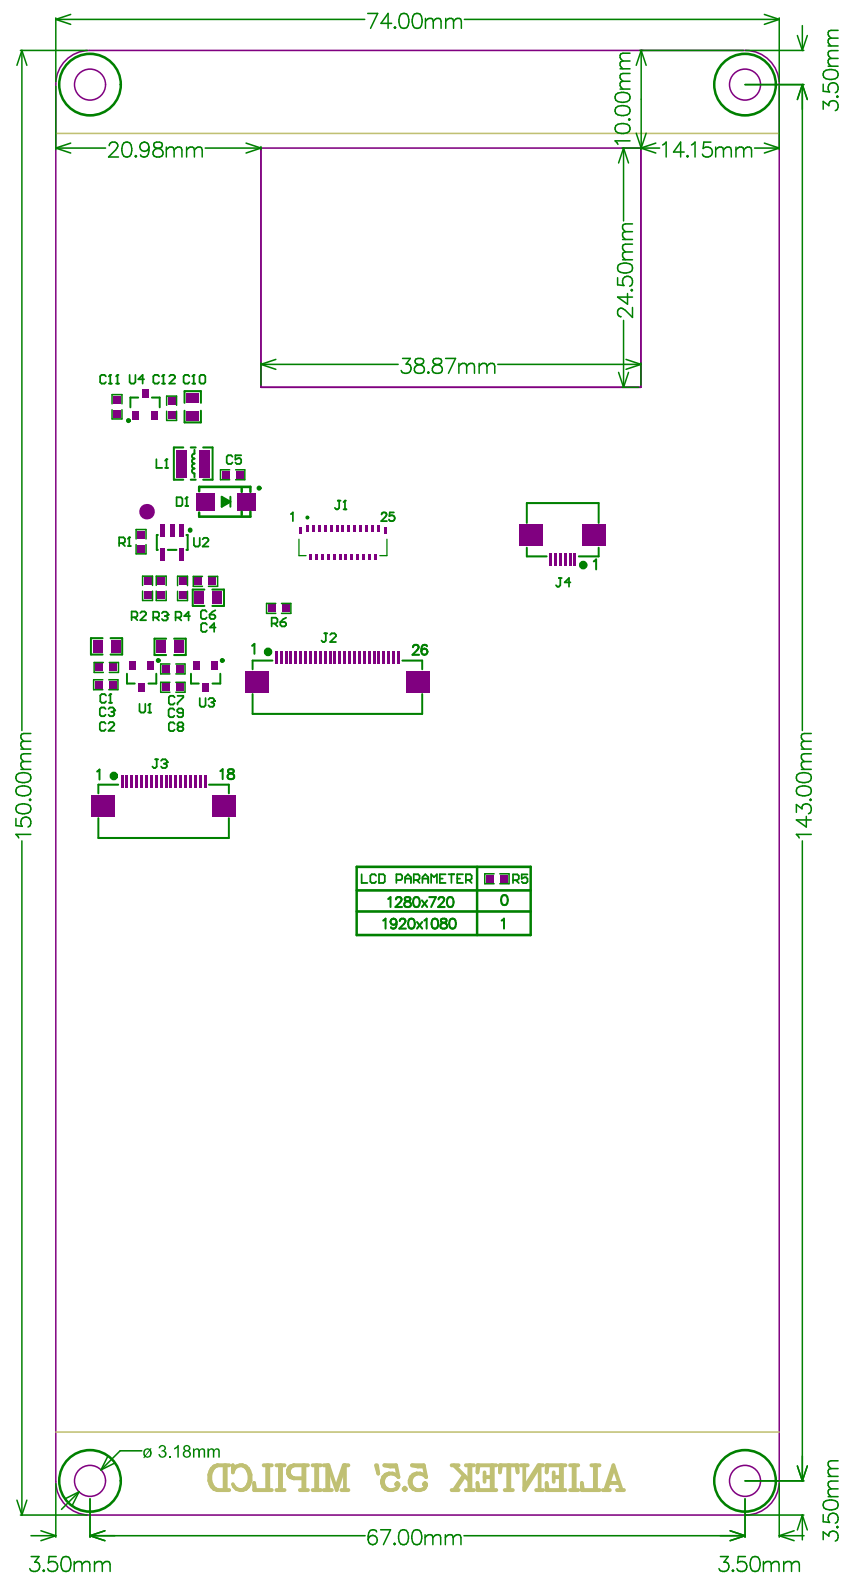 74.00mm
3.50mm
10.00mm
20.98mm
14.15mm
24.50mm
38.87mm
C11 U4 C12 C10
L1
C5
D1
J1
1
25
R1
U2
1
J4
R2 R3 R4
C6
C4
R6
J2
1
26
C1
C3
C2
U1
C7
C9
C8
U3
150.00mm
143.00mm
J3
1
18
LCD PARAMETER R5
1280x720 0
1920x1080 1
ø 3.18mm
ALIENTEK 5.5' MIPILCD
3.50mm
67.00mm
3.50mm
3.50mm